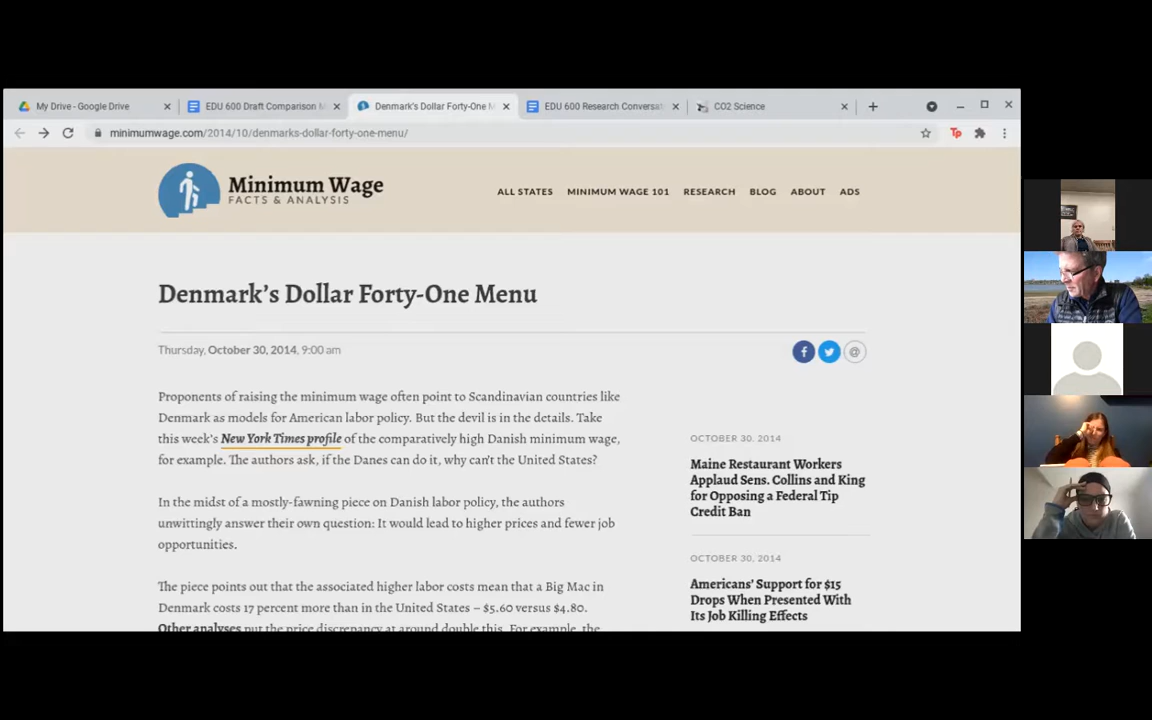 My Drive - Google Drive
EDU 600 Draft Comparison M
Denmark's Dollar Forty-One M
EDU 600 Research Conversat
CO2 Science
minimumwage.com/2014/10/denmarks-dollar-forty-one-menu/
Minimum Wage
FACTS & ANALYSIS
ALL STATES MINIMUM WAGE 101 RESEARCH BLOG ABOUT ADS
Denmark's Dollar Forty-One Menu
Thursday, October 30, 2014, 9:00 am
Proponents of raising the minimum wage often point to Scandinavian countries like
Denmark as models for American labor policy. But the devil is in the details. Take
this week's New York Times profile of the comparatively high Danish minimum wage,
for example. The authors ask, if the Danes can do it, why can't the United States?
In the midst of a mostly-fawning piece on Danish labor policy, the authors
unwittingly answer their own question: It would lead to higher prices and fewer job
opportunities.
The piece points out that the associated higher labor costs mean that a Big Mac in
Denmark costs 17 percent more than in the United States – $5.60 versus $4.80.
Other analyses put the price discrepancy at around double this. For example, the
OCTOBER 30, 2014
Maine Restaurant Workers
Applaud Sens. Collins and King
for Opposing a Federal Tip
Credit Ban
OCTOBER 30, 2014
Americans' Support for $15
Drops When Presented With
Its Job Killing Effects